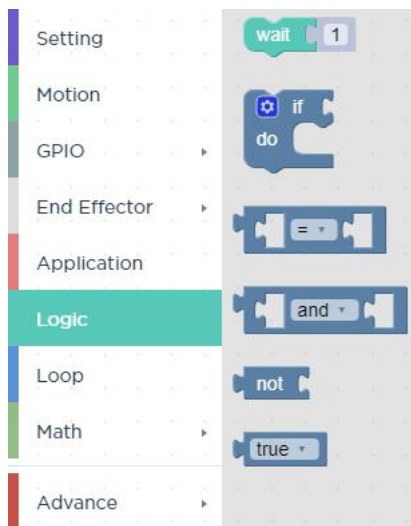 Setting
Motion
GPIO
End Effector
Application
Logic
Loop
Math
Advance
wait 1
if
do
=
and
not
true